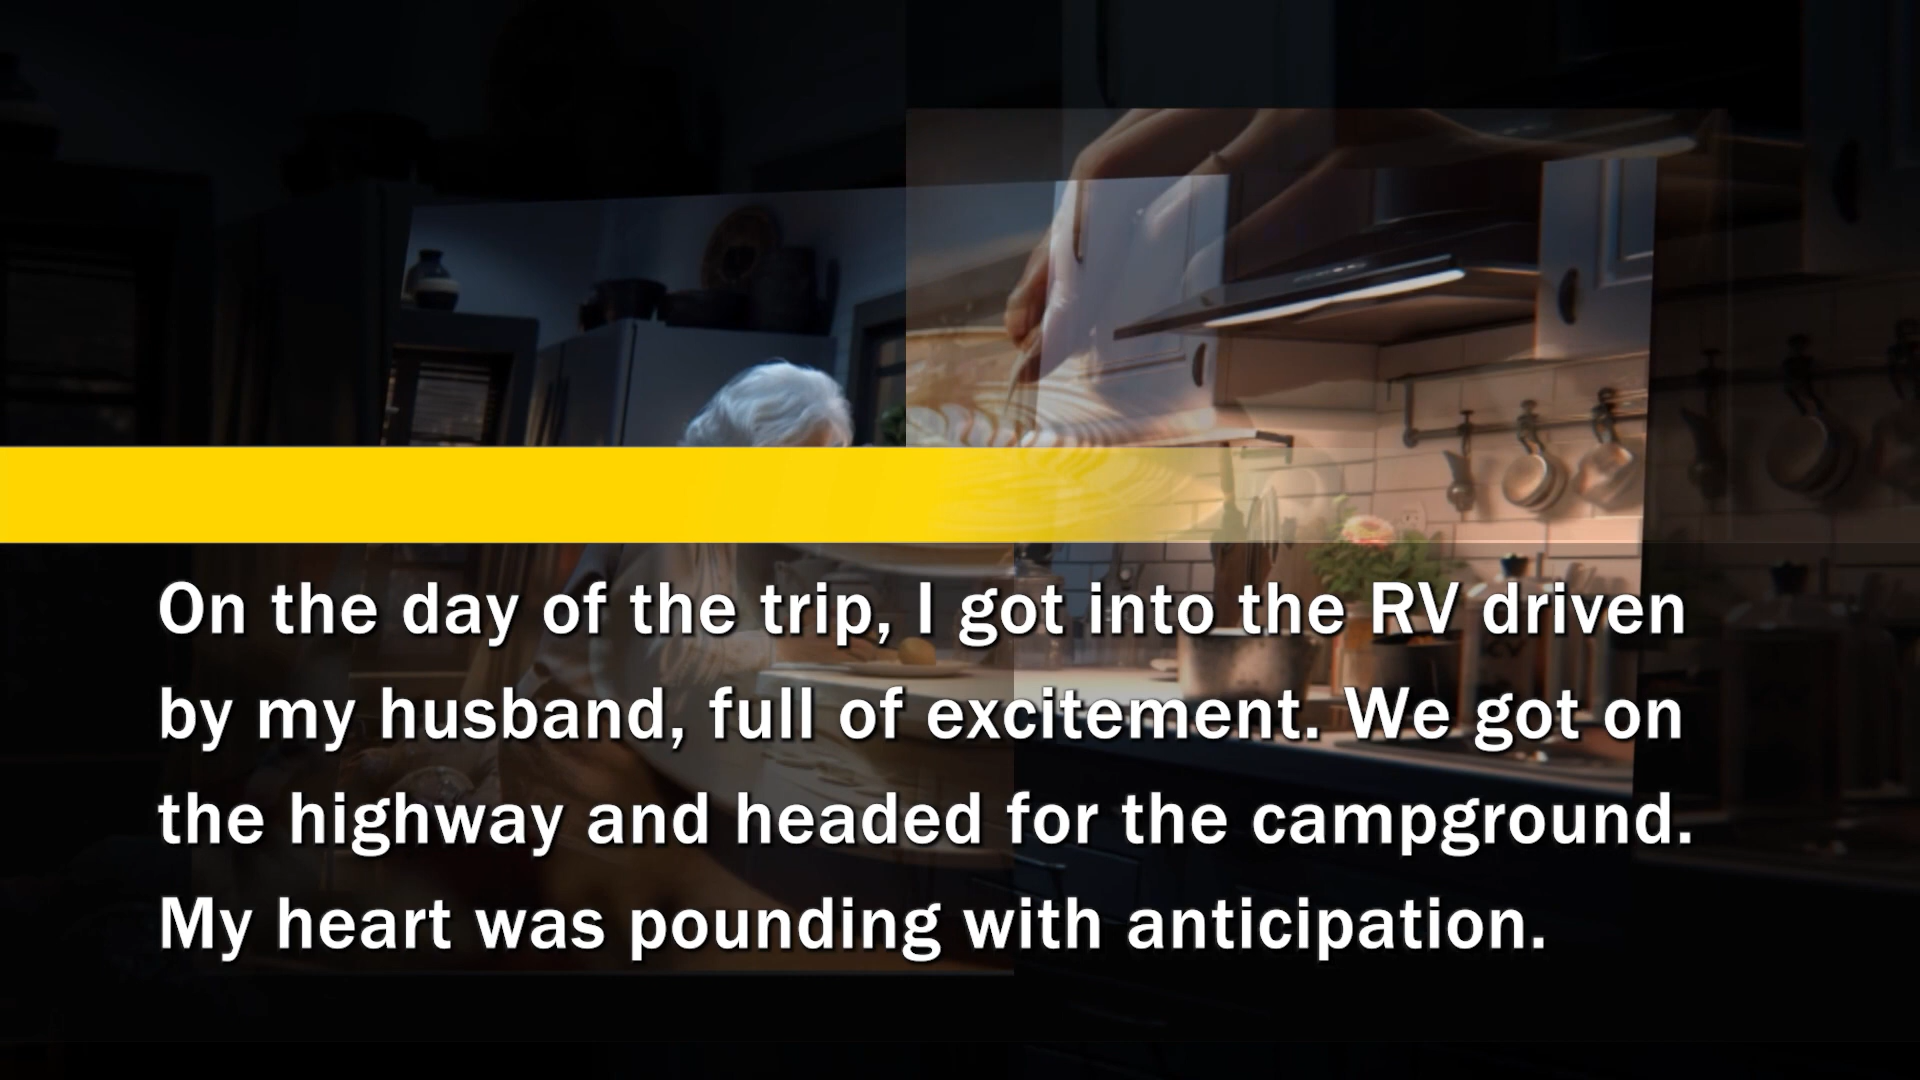 On the day of the trip, I got into the RV driven
by my husband, full of excitement. We got on
the highway and headed for the campground.
My heart was pounding with anticipation.